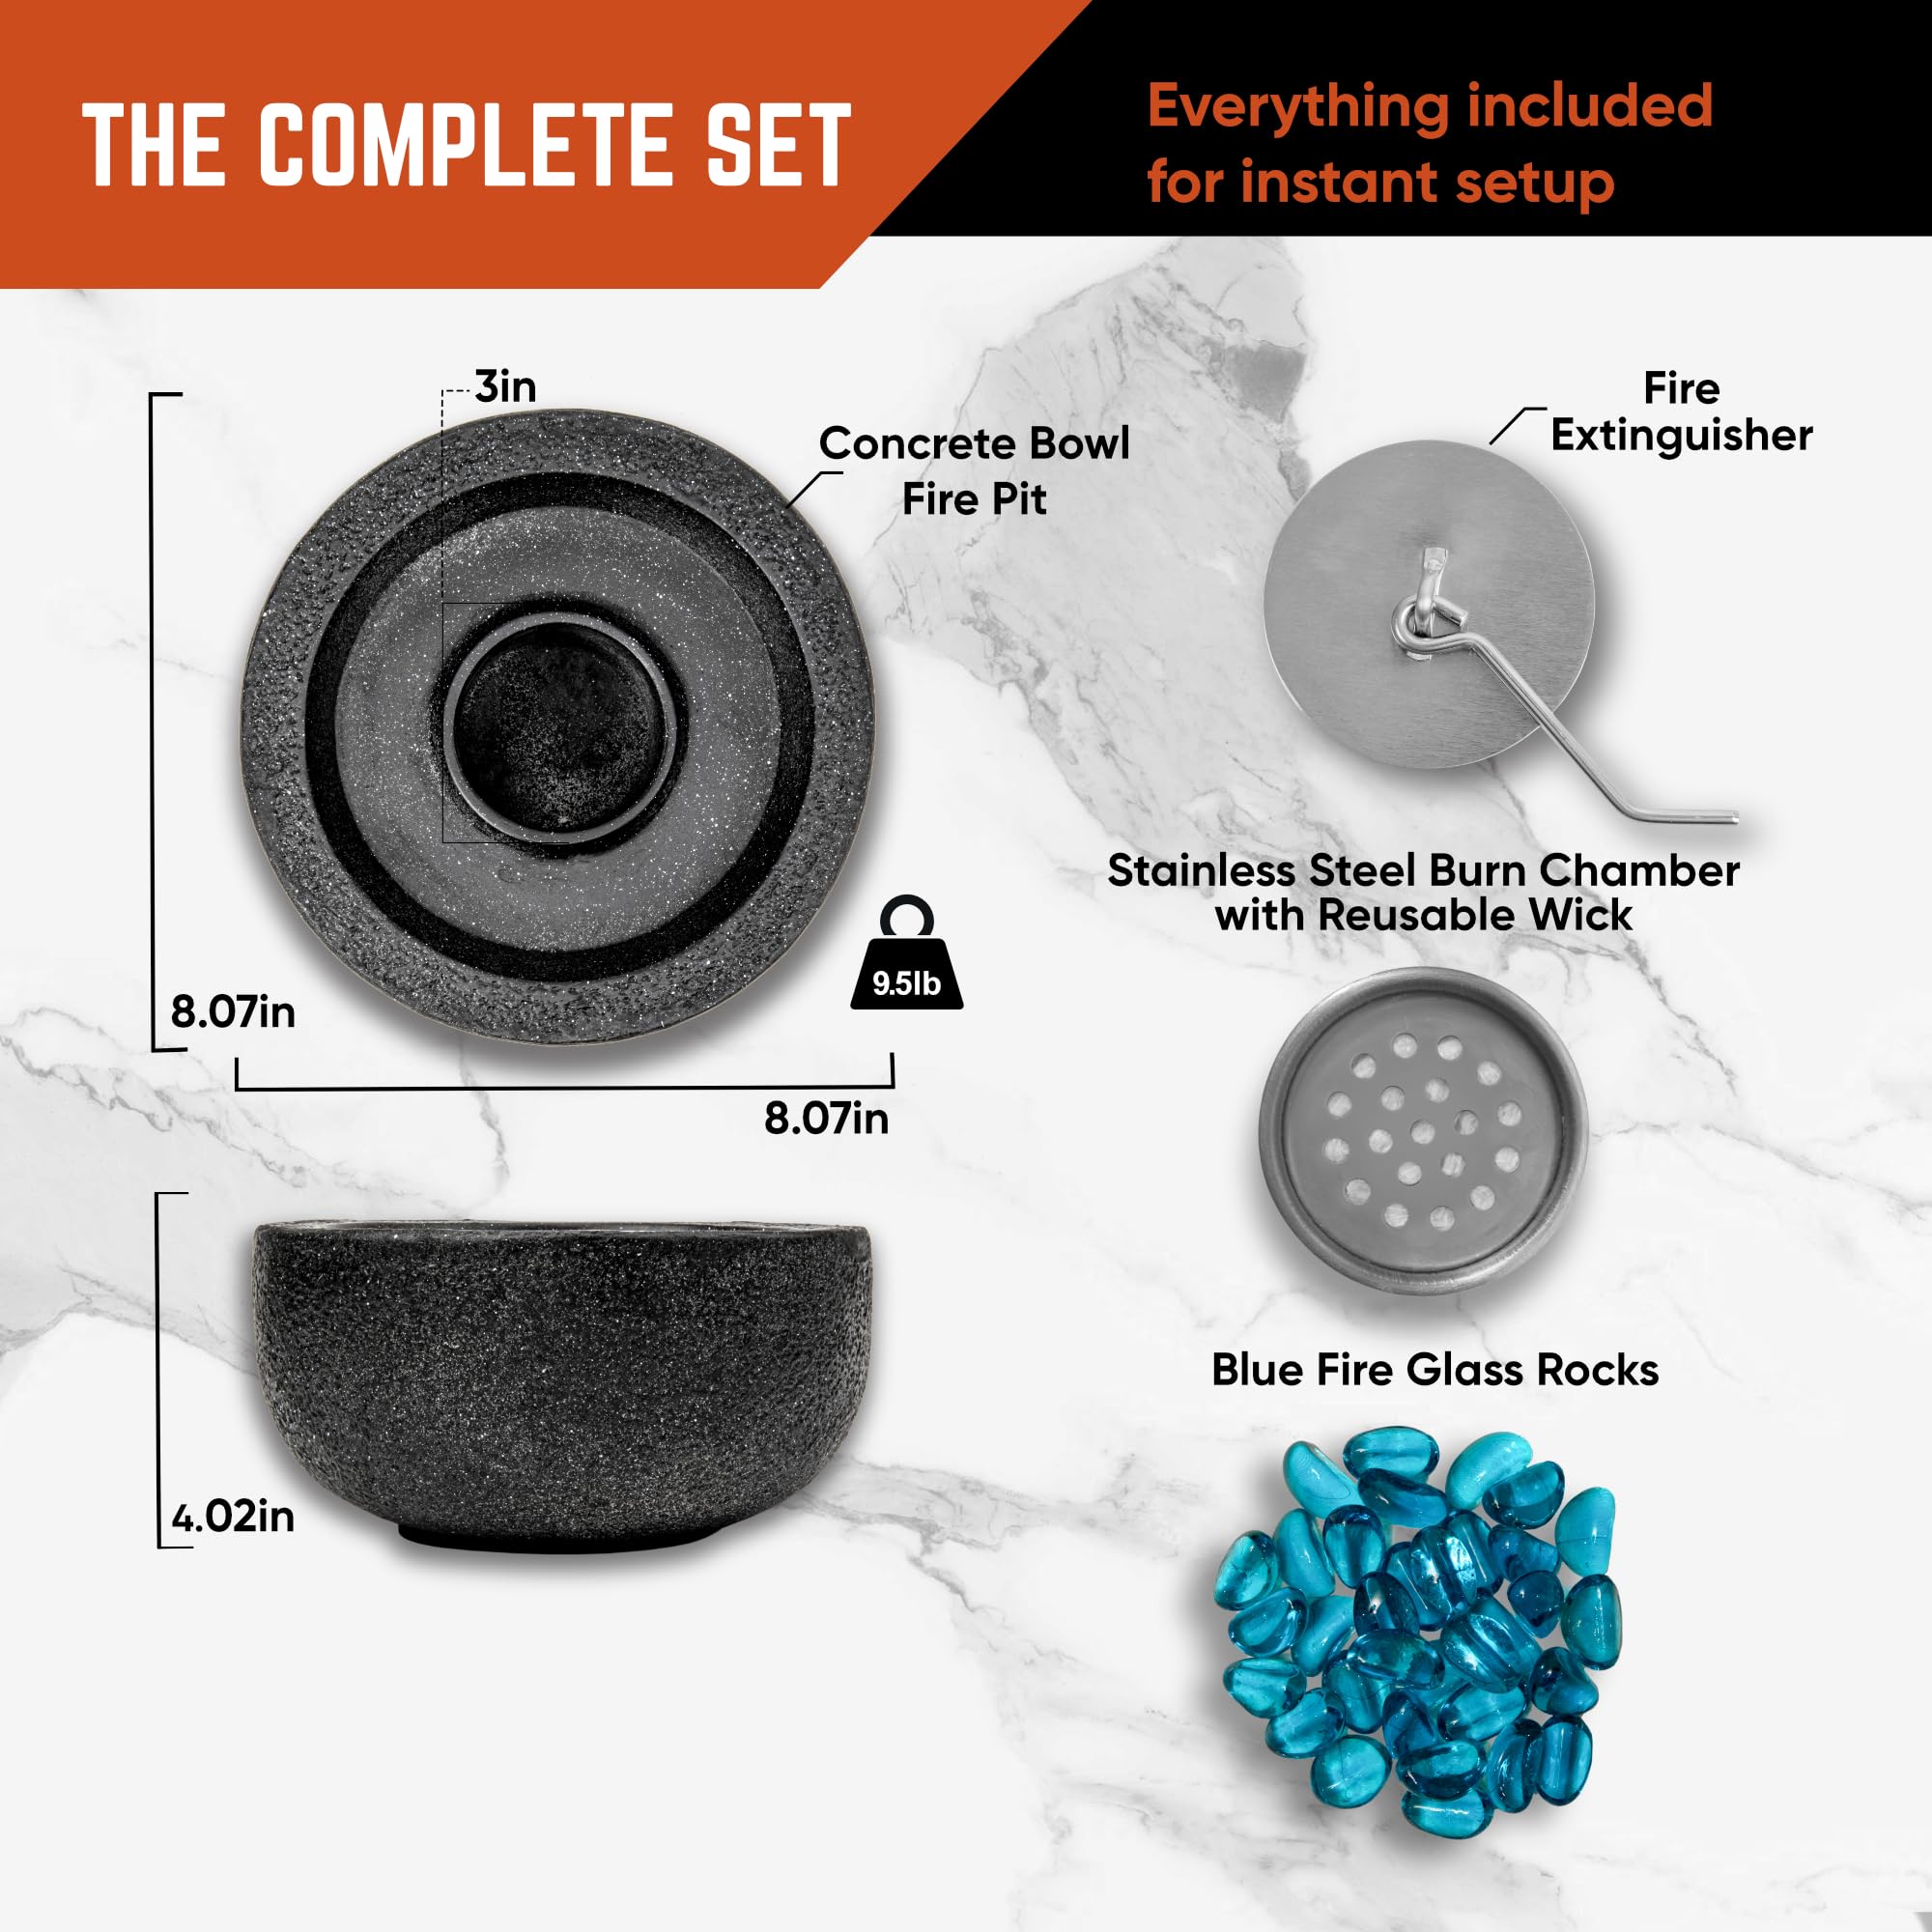 THE COMPLETE SET
Everything included
for instant setup
3in
Concrete Bowl
Fire Pit
8.07in
9.5lb
8.07in
4.02in
Fire
Extinguisher
Stainless Steel Burn Chamber
with Reusable Wick
Blue Fire Glass Rocks